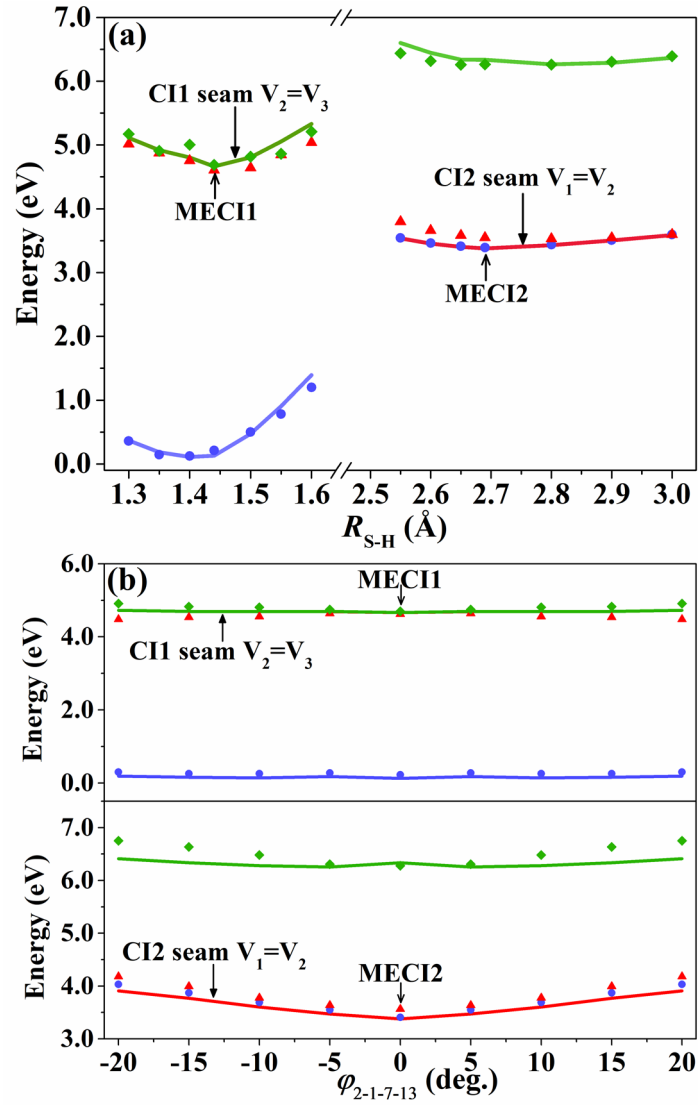 (a)
7.0
6.0
5.0
4.0
3.0
2.0
1.0
0.0
Energy (eV)
CI1 seam V2=V3
MECI1
CI2 seam V1=V2
MECI2
1.3 1.4 1.5 1.6 2.5 2.6 2.7 2.8 2.9 3.0
RS-H (Å)
(b)
6.0
4.0
2.0
0.0
Energy (eV)
MECI1
CI1 seam V2=V3
7.0
6.0
5.0
4.0
3.0
Energy (eV)
CI2 seam V1=V2
MECI2
-20 -15 -10 -5 0 5 10 15 20
φ2-1-7-13 (deg.)